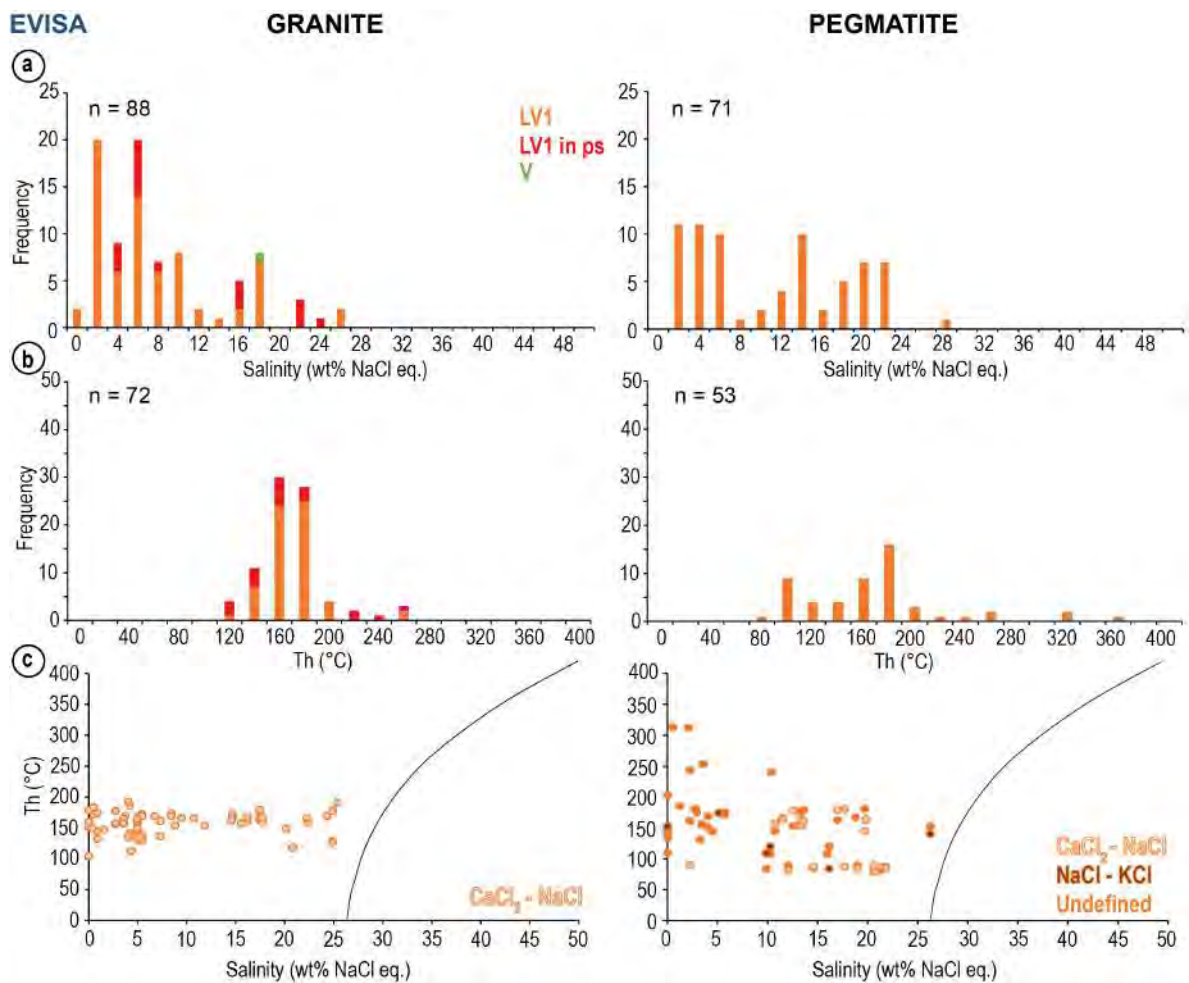 EVISA GRANITE PEGMATITE
a
25
20
15
10
5
0
Frequency
n = 88
LV1
LV1 in ps
V
0 4 8 12 16 20 24 28 32 36 40 44 48
Salinity (wt% NaCl eq.)
25
20
15
10
5
0
n = 71
0 4 8 12 16 20 24 28 32 36 40 44 48
Salinity (wt% NaCl eq.)
b
50
40
30
20
10
0
Frequency
n = 72
0 40 80 120 160 200 240 280 320 360 400
Th (°C)
50
40
30
20
10
0
n = 53
0 40 80 120 160 200 240 280 320 360 400
Th (°C)
c
400
350
300
250
200
150
100
50
0
Th (°C)
CaCl2 - NaCl
0 5 10 15 20 25 30 35 40 45 50
Salinity (wt% NaCl eq.)
400
350
300
250
200
150
100
50
0
CaCl2 - NaCl
NaCl - KCl
Undefined
0 5 10 15 20 25 30 35 40 45 50
Salinity (wt% NaCl eq.)